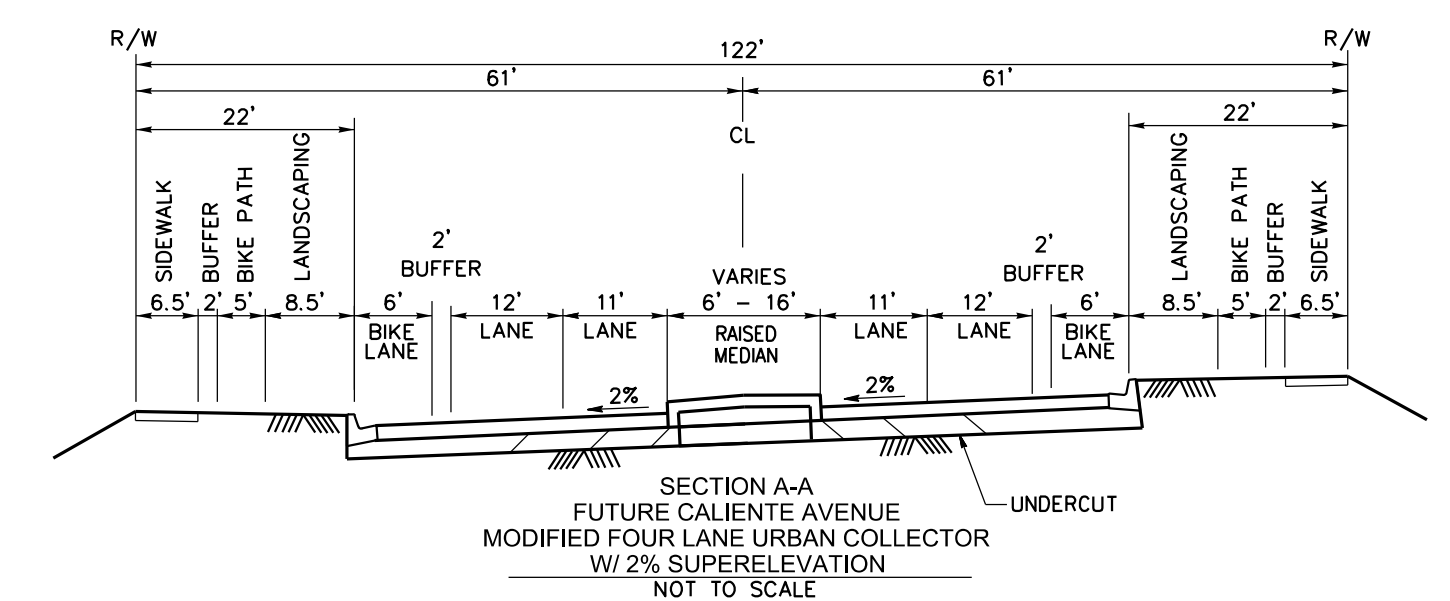 R/W R/W
122'
61' 61'
22' 22'
CL
SIDEWALK BUFFER BIKE PATH LANDSCAPING LANDSCAPING BIKE PATH BUFFER SIDEWALK
2' 2'
BUFFER BUFFER
VARIES
6.5' 2' 5' 8.5' 6' 12' 11' 6' - 16' 11' 12' 6' 8.5' 5' 2' 6.5'
BIKE LANE LANE RAISED LANE LANE BIKE
LANE MEDIAN LANE
2% 2%
UNDERCUT
SECTION A-A
FUTURE CALIENTE AVENUE
MODIFIED FOUR LANE URBAN COLLECTOR
W/ 2% SUPERELEVATION
NOT TO SCALE